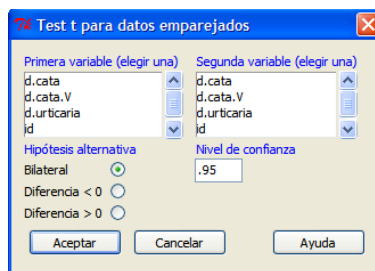 Test t para datos emparejados
Primera variable (elegir una) Segunda variable (elegir una)
d.cata d.cata
d.cata.V d.cata.V
d.urticaria d.urticaria
id id
Hipótesis alternativa Nivel de confianza
Bilateral .95
Diferencia < 0
Diferencia > 0
Aceptar Cancelar Ayuda